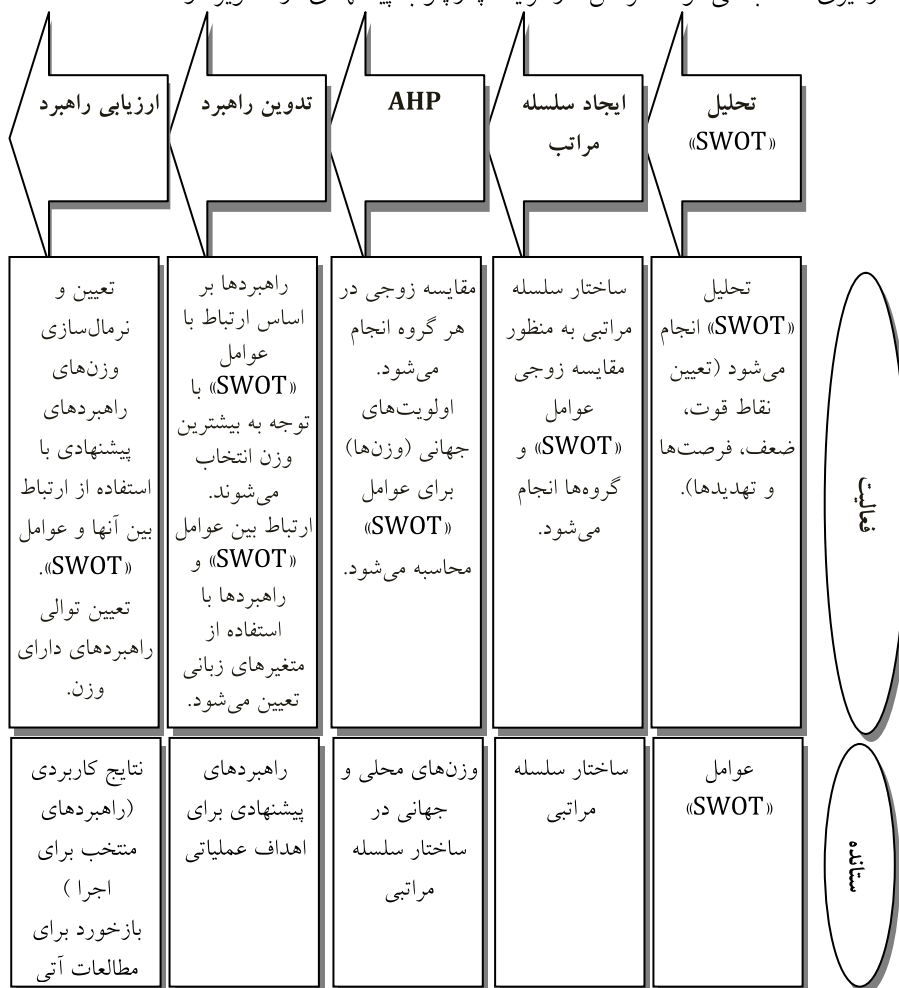 تحلیل
«SWOT»
ایجاد سلسله
مراتب
AHP
تدوین راهبرد
ارزیابی راهبرد
فعالیت
تحلیل
«SWOT» انجام
می‌شود (تعیین
نقاط قوت،
ضعف، فرصت‌ها
و تهدیدها).
ساختار سلسله
مراتبی به منظور
مقایسه زوجی
عوامل
«SWOT» و
گروه‌ها انجام
می‌شود.
مقایسه زوجی در
هر گروه انجام
می‌شود.
اولویت‌های
جهانی (وزن‌ها)
برای عوامل
«SWOT»
محاسبه می‌شود.
راهبردها بر
اساس ارتباط با
عوامل
«SWOT» با
توجه به بیشترین
وزن انتخاب
می‌شوند.
ارتباط بین عوامل
«SWOT» و
راهبردها با
استفاده از
متغیرهای زبانی
تعیین می‌شود.
تعیین و
نرمال‌سازی
وزن‌های
راهبردهای
پیشنهادی با
استفاده از ارتباط
بین آنها و عوامل
«SWOT».
تعیین توالی
راهبردهای دارای
وزن.
ستانده
عوامل
«SWOT»
ساختار سلسله
مراتبی
وزن‌های محلی و
جهانی در
ساختار سلسله
مراتبی
راهبردهای
پیشنهادی برای
اهداف عملیاتی
نتایج کاربردی
(راهبردهای
منتخب برای
اجرا )
بازخورد برای
مطالعات آتی